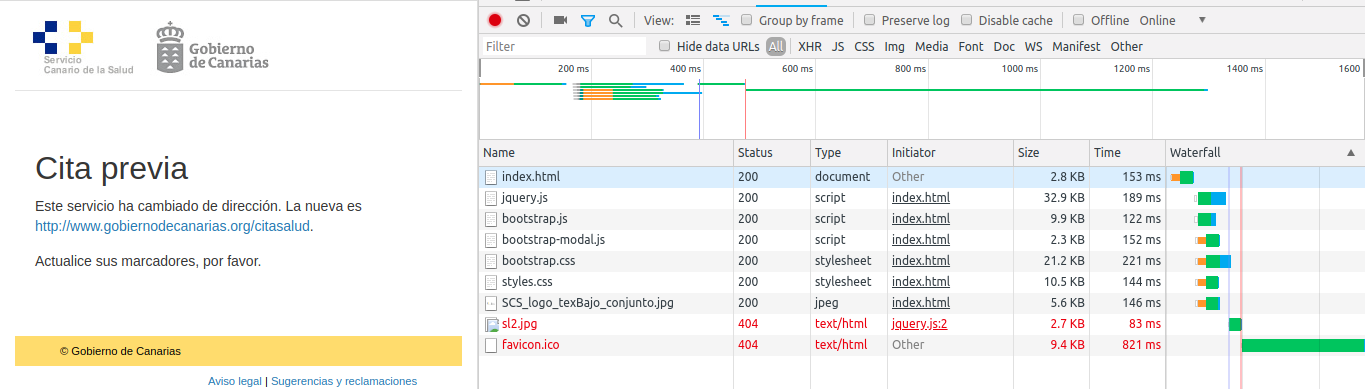 Servicio
Canario de la Salud
Gobierno
de Canarias
Cita previa
Este servicio ha cambiado de dirección. La nueva es
http://www.gobiernodecanarias.org/citasalud.
Actualice sus marcadores, por favor.
© Gobierno de Canarias
Aviso legal | Sugerencias y reclamaciones
View: Group by frame Preserve log Disable cache Offline Online
Filter Hide data URLs All XHR JS CSS Img Media Font Doc WS Manifest Other
200 ms 400 ms 600 ms 800 ms 1000 ms 1200 ms 1400 ms 1600
Name Status Type Initiator Size Time Waterfall
index.html 200 document Other 2.8 KB 153 ms
jquery.js 200 script index.html 32.9 KB 189 ms
bootstrap.js 200 script index.html 9.9 KB 122 ms
bootstrap-modal.js 200 script index.html 2.3 KB 152 ms
bootstrap.css 200 stylesheet index.html 21.2 KB 221 ms
styles.css 200 stylesheet index.html 10.5 KB 144 ms
SCS_logo_texBajo_conjunto.jpg 200 jpeg index.html 5.6 KB 146 ms
sl2.jpg 404 text/html jquery.js:2 2.7 KB 83 ms
favicon.ico 404 text/html Other 9.4 KB 821 ms